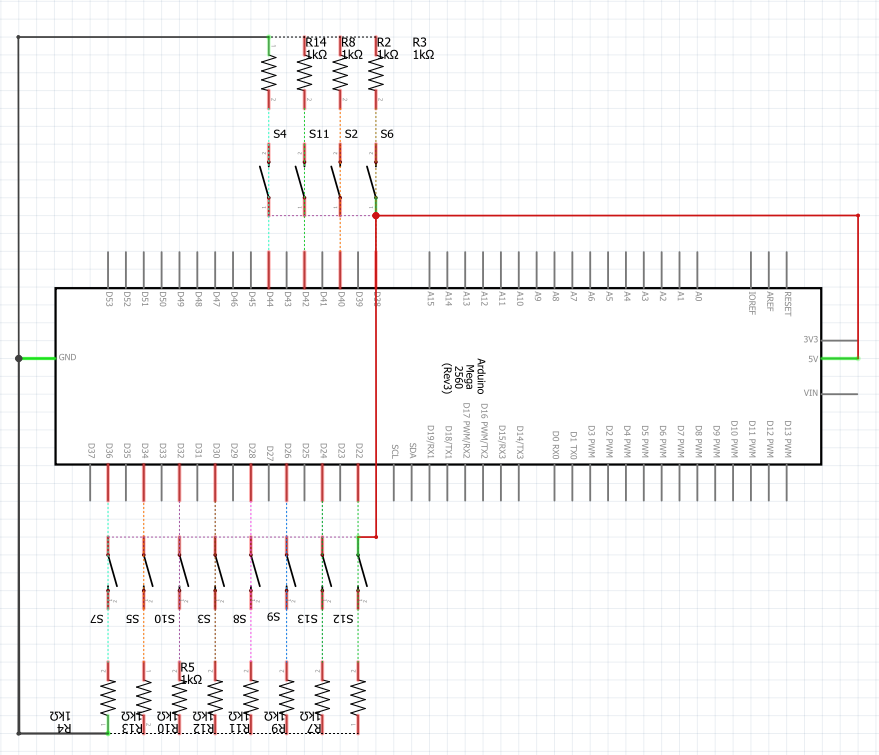 R14 R8 R2 R3
1kΩ 1kΩ 1kΩ 1kΩ
S4 S11 S2 S6
D53 D52 D51 D50 D49 D48 D47 D46 D45 D44 D43 D42 D41 D40 D39 D38 A15 A14 A13 A12 A11 A10 A9 A8 A7 A6 A5 A4 A3 A2 A1 A0 IOREF AREF RESET
3V3
GND
5V
VIN
Arduino
Mega
2560
(Rev3)
D37 D36 D35 D34 D33 D32 D31 D30 D29 D28 D27 D26 D25 D24 D23 D22 SCL SDA D19/RX1 D18/TX1 D17 PWM/RX2 D16 PWM/TX2 D15/RX3 D14/TX3 D0 RX0 D1 TX0 D3 PWM D2 PWM D4 PWM D5 PWM D6 PWM D7 PWM D8 PWM D9 PWM D10 PWM D11 PWM D12 PWM D13 PWM
S7 S5 S10 S3 S8 S9 S13 S12
R5
1kΩ
1kΩ 1kΩ 1kΩ 1kΩ 1kΩ 1kΩ 1kΩ
R4 R13 R10 R12 R11 R9 R7